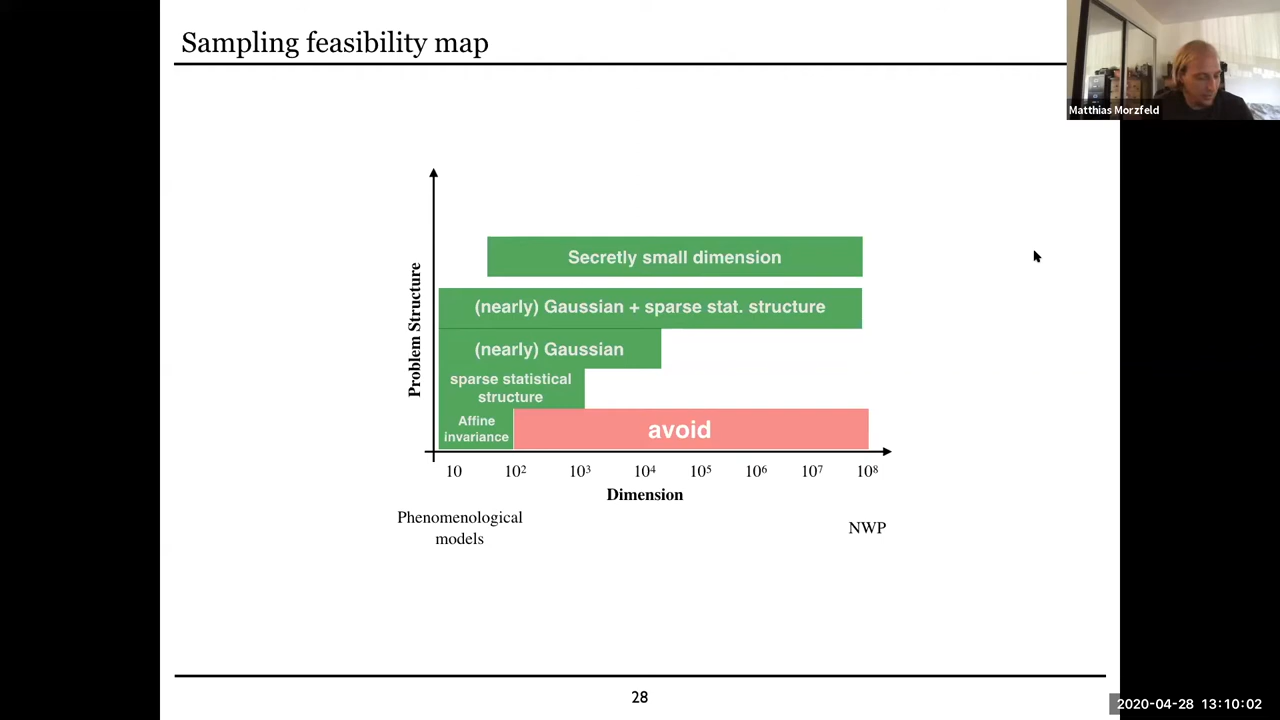 Sampling feasibility map
Matthias Morzfeld
Problem Structure
Secretly small dimension
(nearly) Gaussian + sparse stat. structure
(nearly) Gaussian
sparse statistical
structure
Affine
invariance
avoid
10 10² 10³ 10⁴ 10⁵ 10⁶ 10⁷ 10⁸
Dimension
Phenomenological
models
NWP
28
2020-04-28 13:10:02